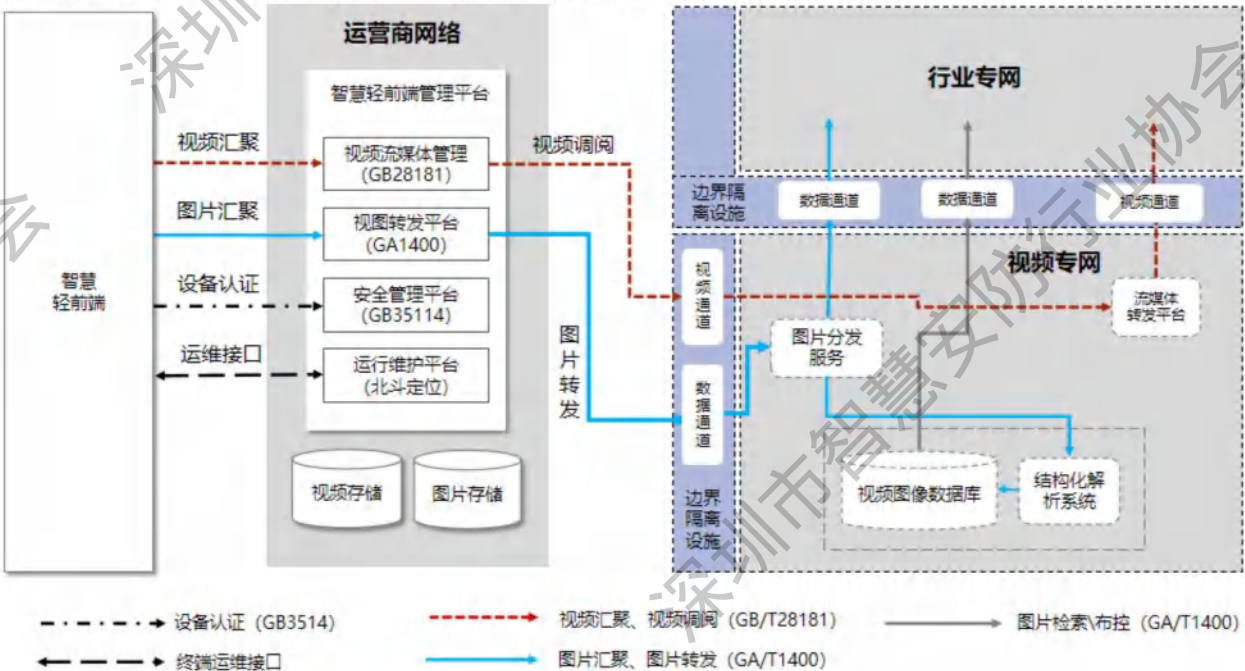 运营商网络
智慧轻前端管理平台
视频汇聚
视频流媒体管理
(GB28181)
视频调阅
图片汇聚
视图转发平台
(GA1400)
智慧
轻前端
设备认证
安全管理平台
(GB35114)
运维接口
运行维护平台
(北斗定位)
图片转发
视频存储
图片存储
行业专网
边界隔
离设施
数据通道
数据通道
视频通道
视频专网
视频通道
流媒体
转发平台
图片分发
服务
数据通道
视频图像数据库
结构化解
析系统
边界
隔离
设施
设备认证（GB3514）
视频汇聚、视频调阅（GB/T28181）
图片检索\布控（GA/T1400）
终端运维接口
图片汇聚、图片转发（GA/T1400）
深圳市智慧安防行业协会
深圳
会